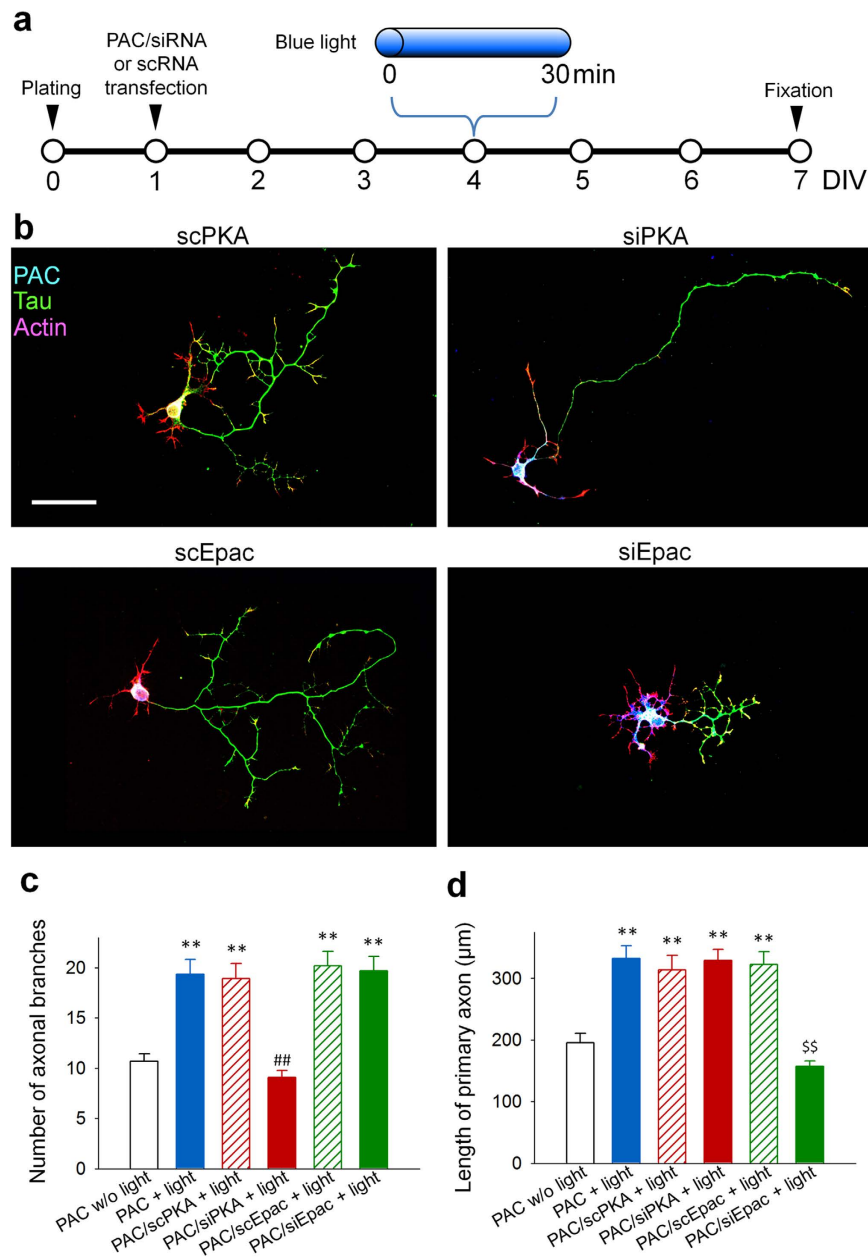 a
PAC/siRNA
or scRNA
transfection
Blue light
0
30 min
Plating
Fixation
0 1 2 3 4 5 6 7 DIV
b
scPKA
siPKA
PAC
Tau
Actin
scEpac
siEpac
c
Number of axonal branches
20
15
10
5
0
** ** ## ** **
PAC w/o light
PAC + light
PAC/scPKA + light
PAC/siPKA + light
PAC/scEpac + light
PAC/siEpac + light
d
Length of primary axon (μm)
300
200
100
0
** ** ** ** $$
PAC w/o light
PAC + light
PAC/scPKA + light
PAC/siPKA + light
PAC/scEpac + light
PAC/siEpac + light